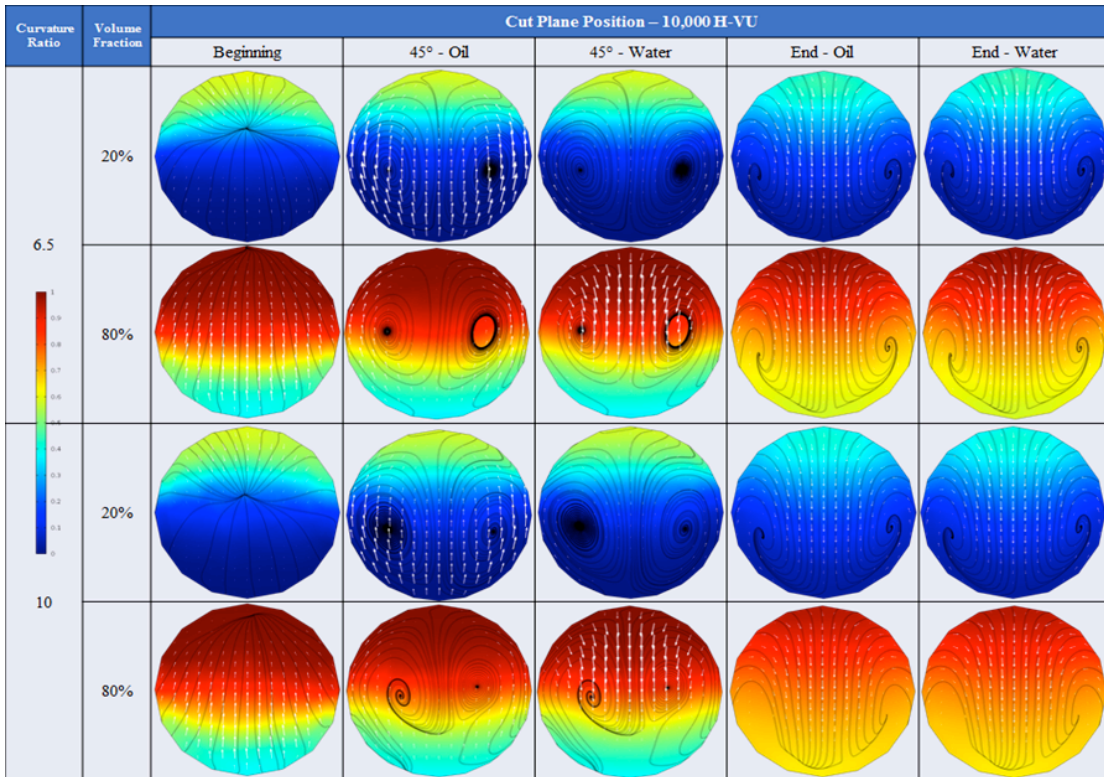 Curvature
Ratio
Volume
Fraction
Cut Plane Position – 10,000 H-VU
Beginning
45° - Oil
45° - Water
End - Oil
End - Water
20%
6.5
80%
1
0.9
0.8
0.7
0.6
0.5
0.4
0.3
0.2
0.1
0
20%
10
80%